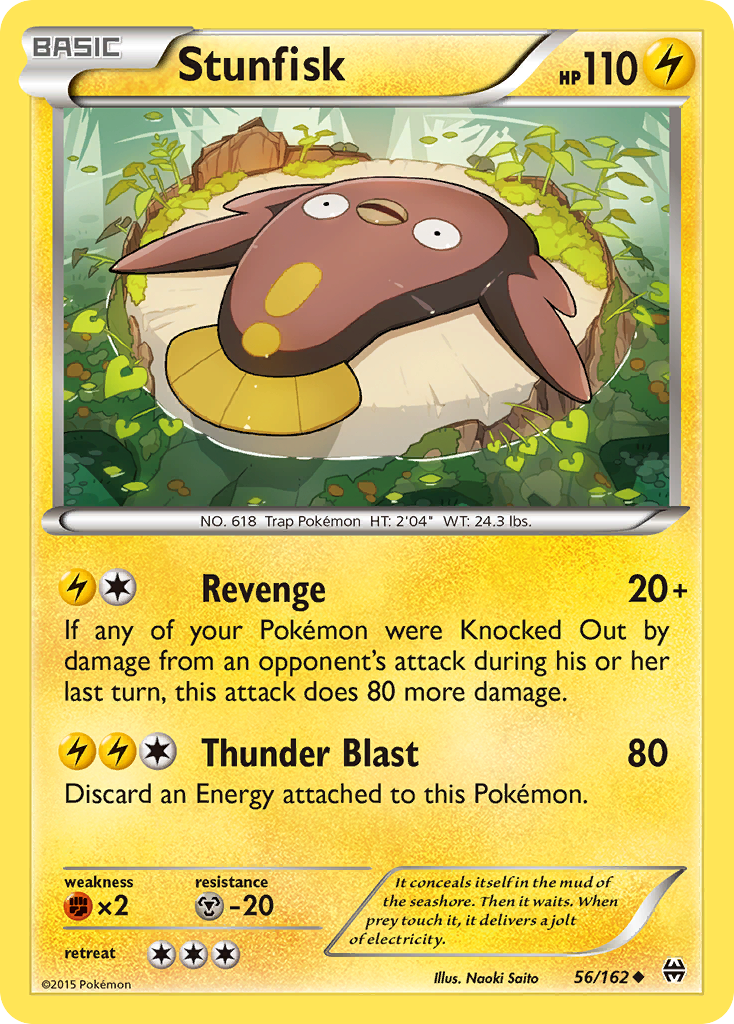 BASIC
Stunfisk
HP110
NO. 618 Trap Pokémon HT: 2'04" WT: 24.3 lbs.
Revenge 20+
If any of your Pokémon were Knocked Out by
damage from an opponent's attack during his or her
last turn, this attack does 80 more damage.
Thunder Blast 80
Discard an Energy attached to this Pokémon.
weakness resistance
×2 -20
retreat
It conceals itself in the mud of
the seashore. Then it waits. When
prey touch it, it delivers a jolt
of electricity.
©2015 Pokémon
Illus. Naoki Saito
56/162